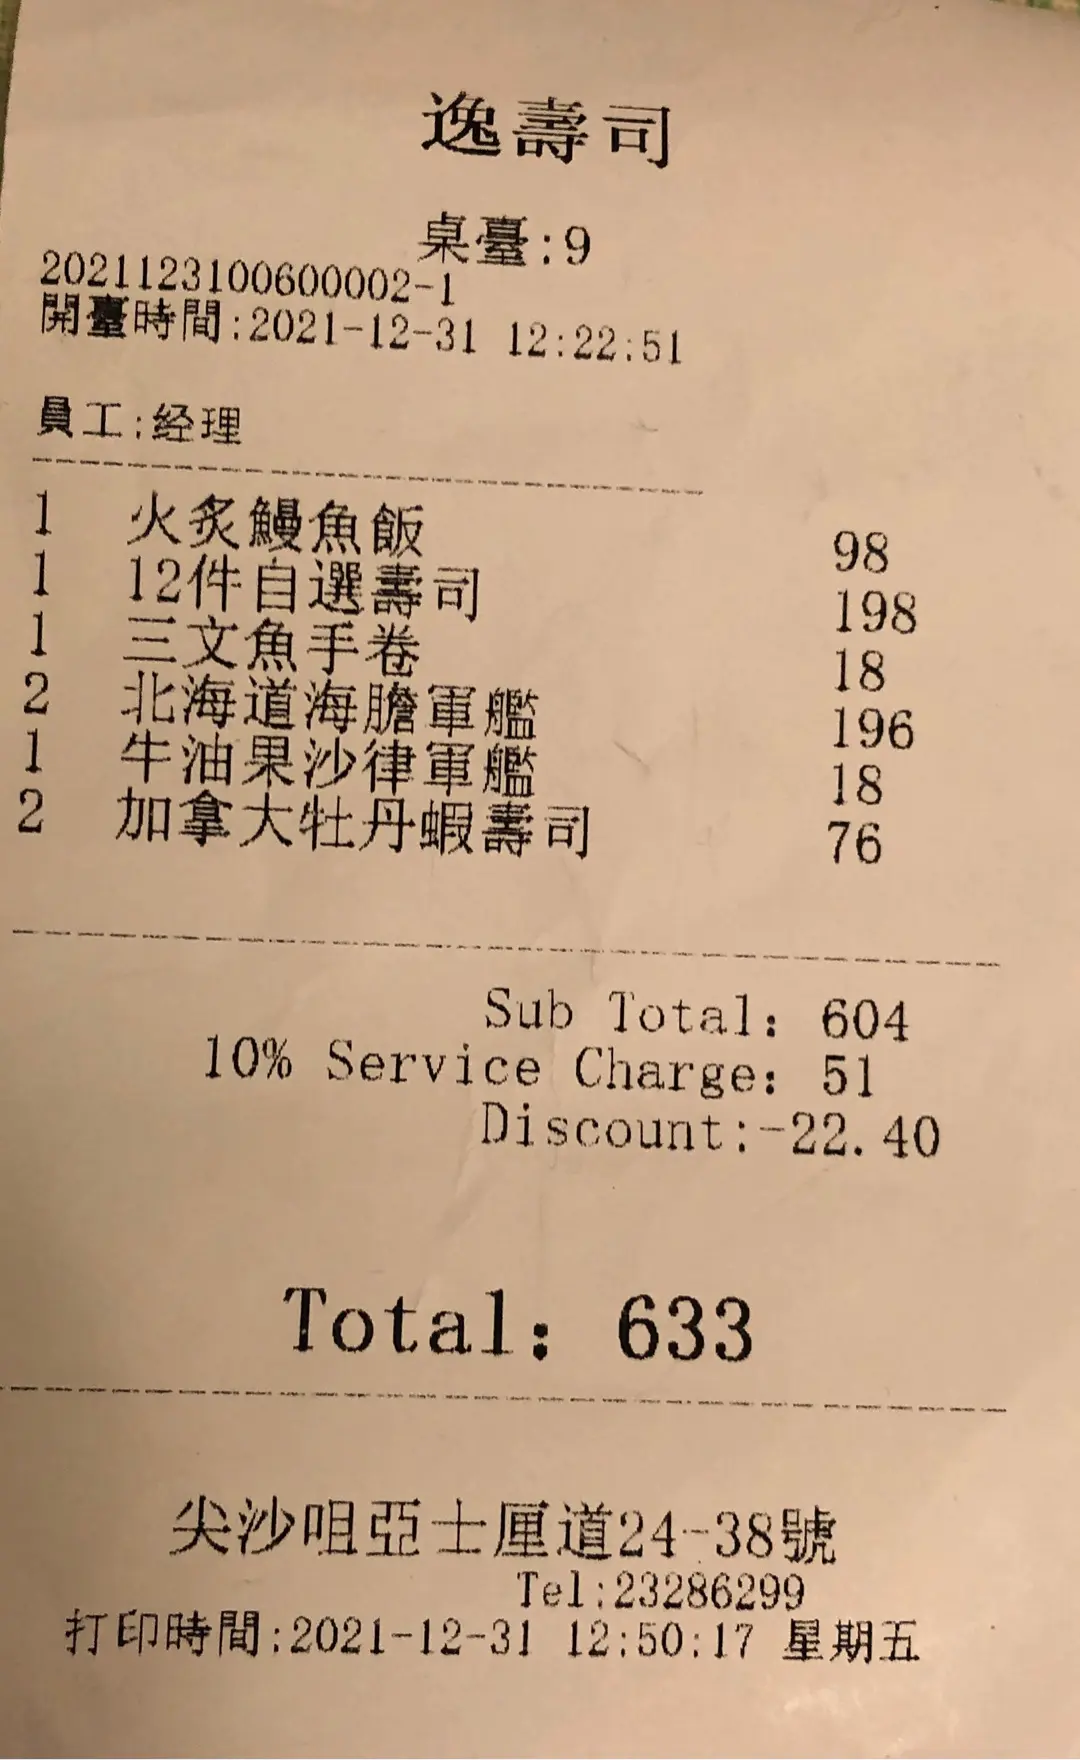 逸壽司
桌臺:9
2021123100600002-1
開臺時間:2021-12-31 12:22:51
員工:经理
1 火炙鰻魚飯 98
1 12件自選壽司 198
1 三文魚手卷 18
2 北海道海膽軍艦 196
1 牛油果沙律軍艦 18
2 加拿大牡丹蝦壽司 76
Sub Total: 604
10% Service Charge: 51
Discount:-22.40
Total: 633
尖沙咀亞士厘道24-38號
Tel:23286299
打印時間:2021-12-31 12:50:17 星期五